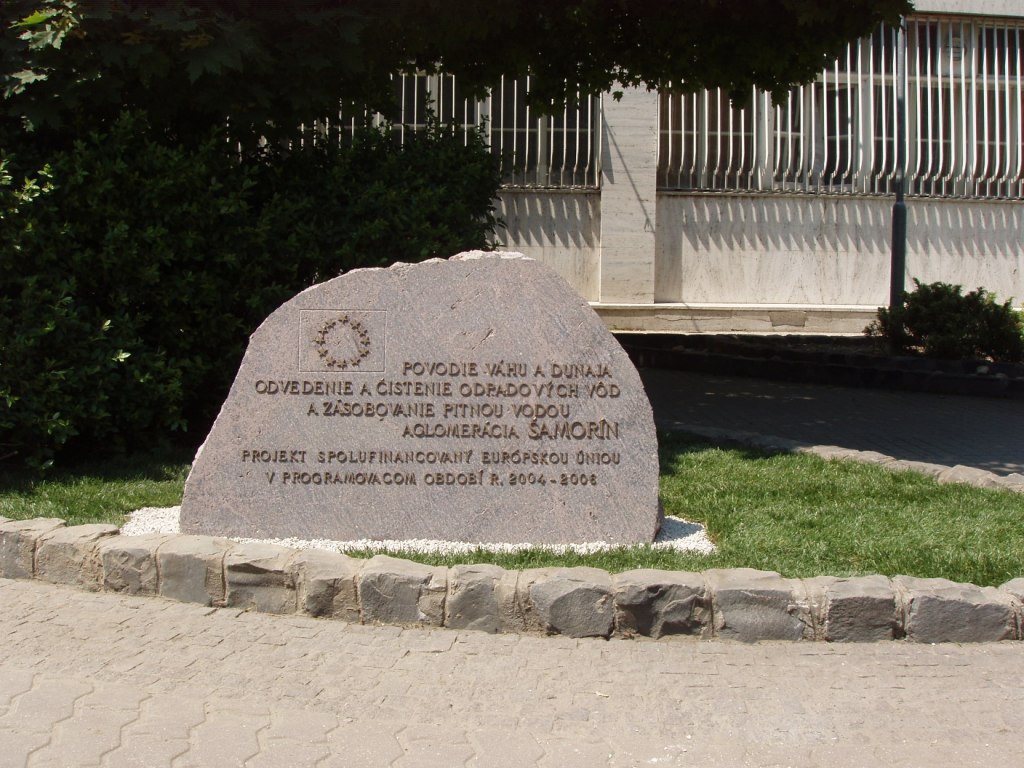 POVODIE VÁHU A DUNAJA
ODVEDENIE A ČISTENIE ODPADOVÝCH VÔD
A ZÁSOBOVANIE PITNOU VODOU
AGLOMERÁCIA ŠAMORÍN
PROJEKT SPOLUFINANCOVANÝ EURÓPSKOU ÚNIOU
V PROGRAMOVACOM OBDOBÍ R. 2004 - 2006